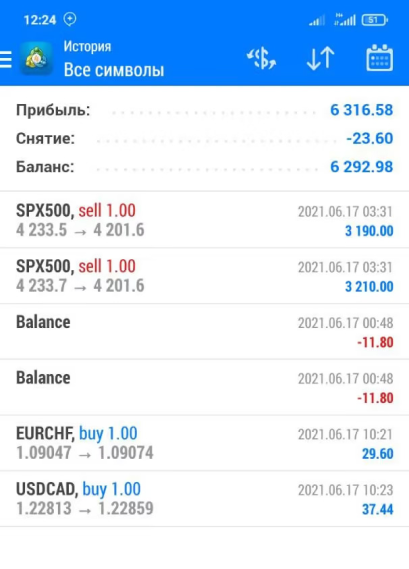 12:24 51
История
Все символы
Прибыль: 6 316.58
Снятие: -23.60
Баланс: 6 292.98
SPX500, sell 1.00 2021.06.17 03:31
4 233.5 → 4 201.6 3 190.00
SPX500, sell 1.00 2021.06.17 03:31
4 233.7 → 4 201.6 3 210.00
Balance 2021.06.17 00:48
-11.80
Balance 2021.06.17 00:48
-11.80
EURCHF, buy 1.00 2021.06.17 10:21
1.09047 → 1.09074 29.60
USDCAD, buy 1.00 2021.06.17 10:23
1.22813 → 1.22859 37.44